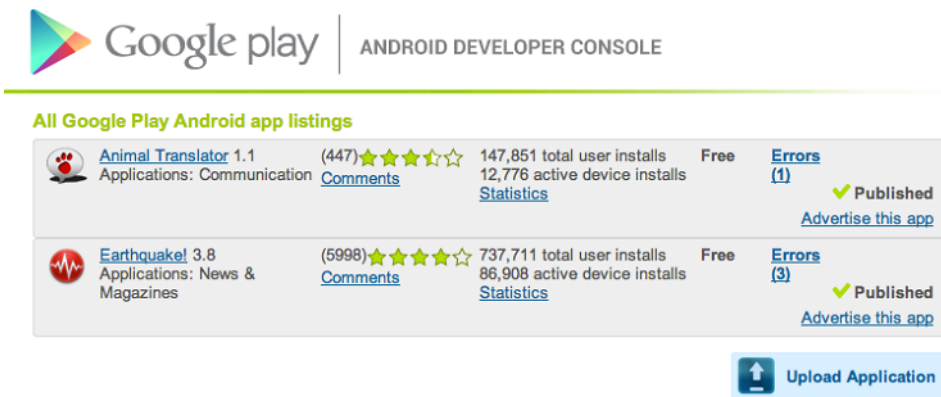 Google play | ANDROID DEVELOPER CONSOLE
All Google Play Android app listings
Animal Translator 1.1 (447) 147,851 total user installs Free Errors
Applications: Communication Comments 12,776 active device installs (1)
Statistics Published
Advertise this app
Earthquake! 3.8 (5998) 737,711 total user installs Free Errors
Applications: News & Comments 86,908 active device installs (3)
Magazines Statistics Published
Advertise this app
Upload Application